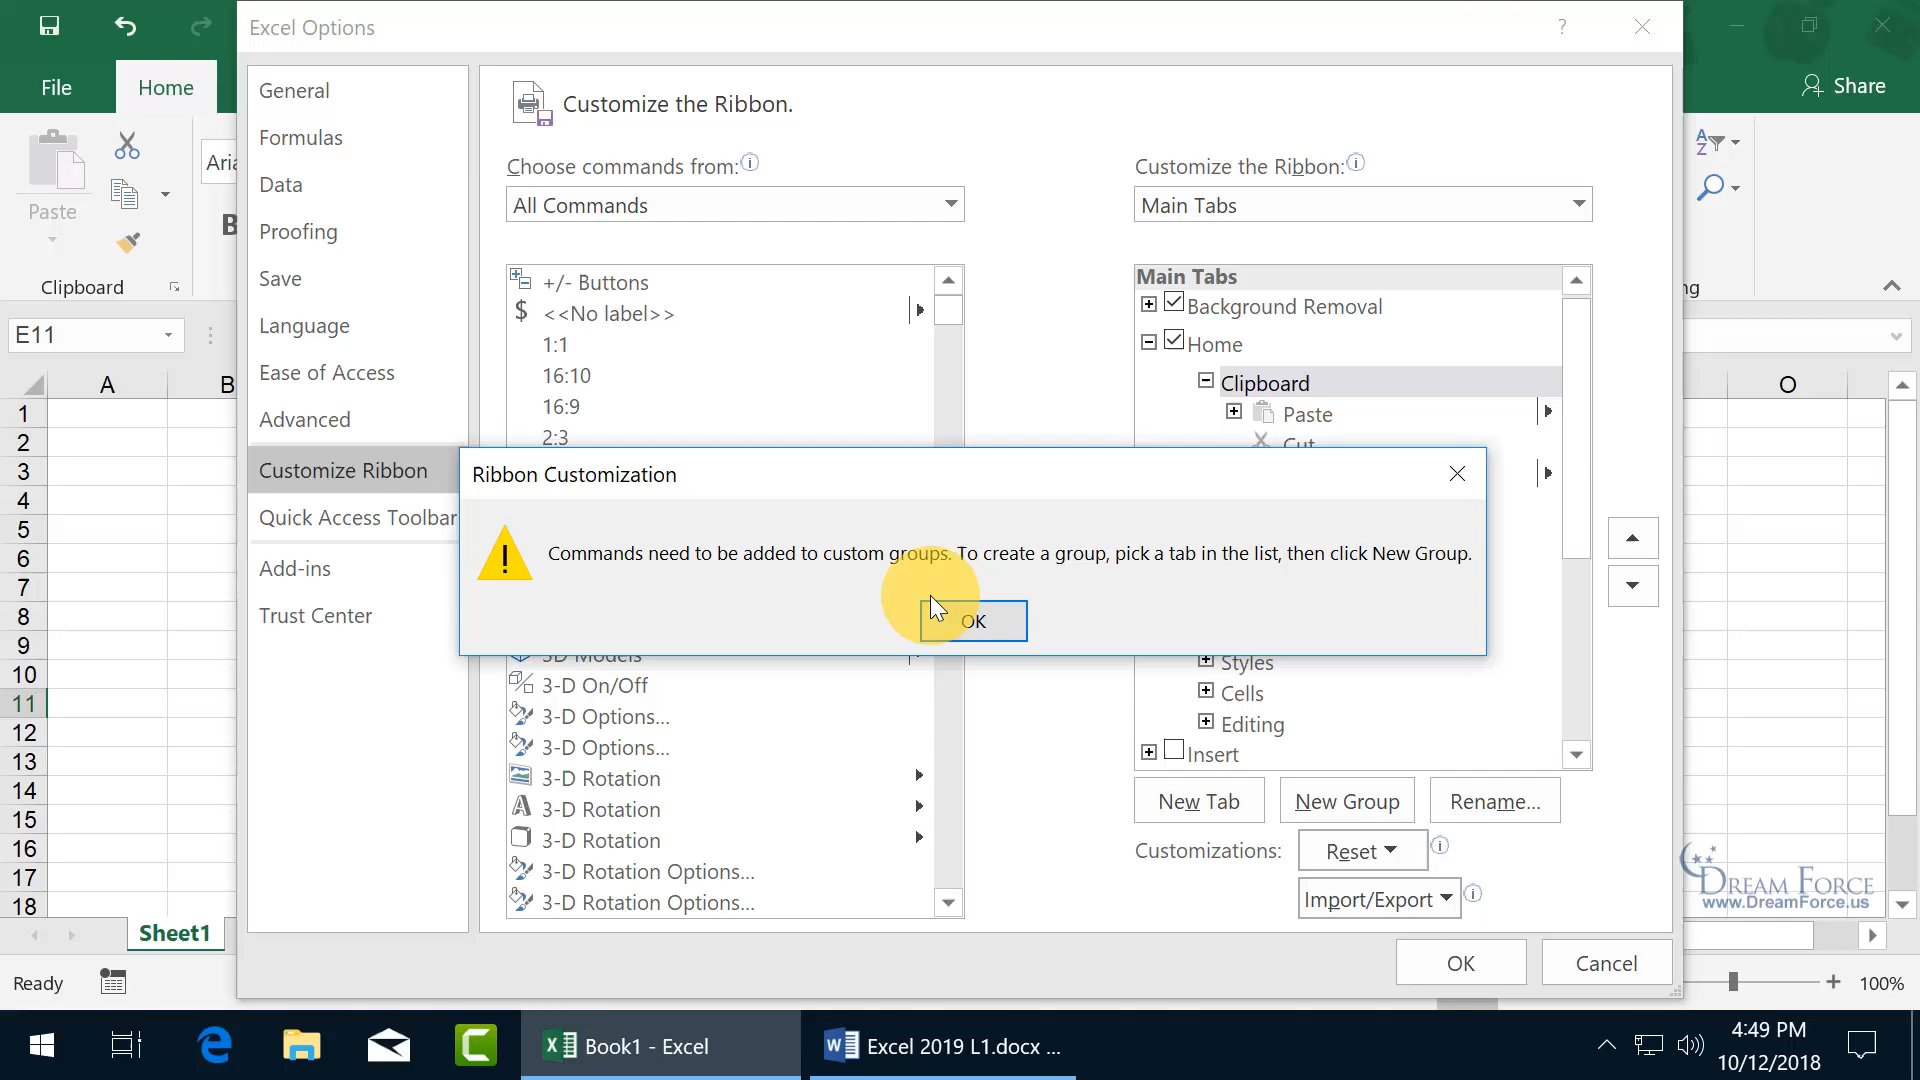 Excel Options
?
File
Home
Share
General
Formulas
Data
Proofing
Save
Language
Ease of Access
Advanced
Customize Ribbon
Quick Access Toolbar
Add-ins
Trust Center
Paste
Clipboard
B
E11
Customize the Ribbon.
Choose commands from:
All Commands
+/- Buttons
$ <<No label>>
1:1
16:10
16:9
2:3
Customize the Ribbon:
Main Tabs
Main Tabs
Background Removal
Home
Clipboard
Paste
Cut
Ribbon Customization
Commands need to be added to custom groups. To create a group, pick a tab in the list, then click New Group.
OK
3D Models
3-D On/Off
3-D Options...
3-D Options...
3-D Rotation
3-D Rotation
3-D Rotation
3-D Rotation Options...
3-D Rotation Options...
Styles
Cells
Editing
Insert
New Tab
New Group
Rename...
Customizations:
Reset
Import/Export
OK
Cancel
A
B
O
1
2
3
4
5
6
7
8
9
10
11
12
13
14
15
16
17
18
Sheet1
Ready
100%
DREAM FORCE
www.DreamForce.us
Book1 - Excel
Excel 2019 L1.docx ...
4:49 PM
10/12/2018